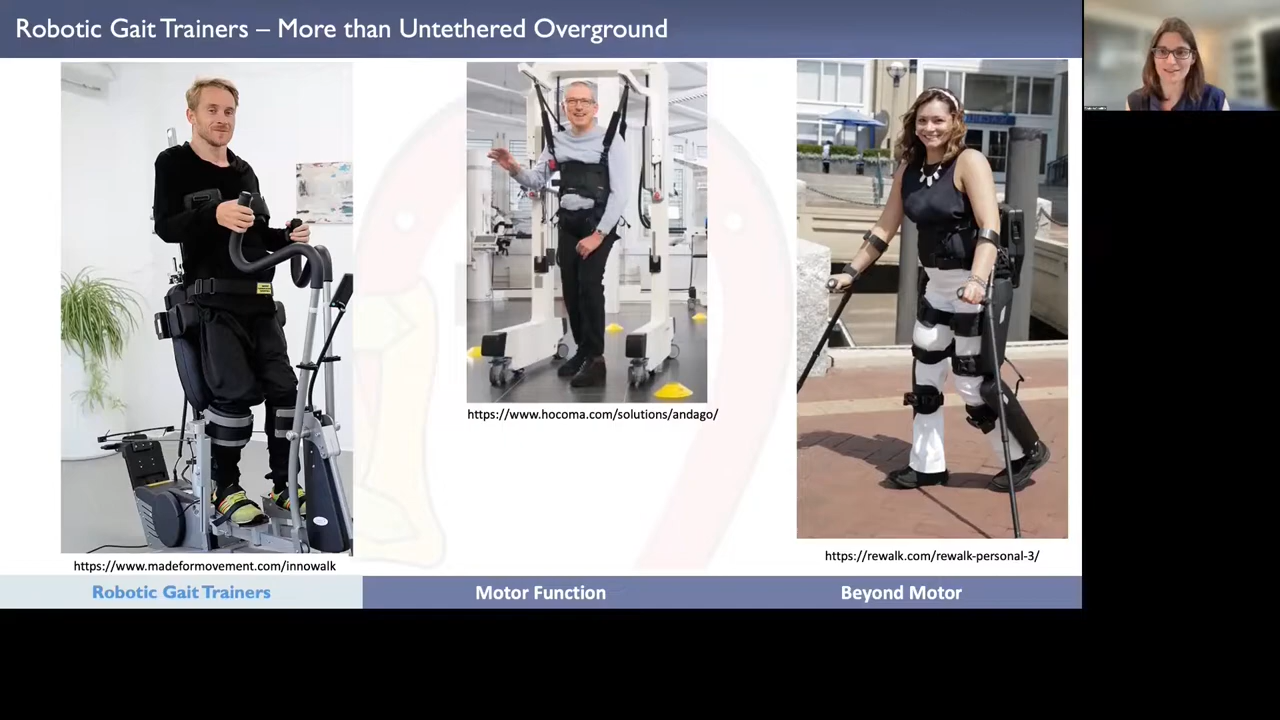 Robotic Gait Trainers – More than Untethered Overground
https://www.hocoma.com/solutions/andago/
https://rewalk.com/rewalk-personal-3/
https://www.madeformovement.com/innowalk
Robotic Gait Trainers
Motor Function
Beyond Motor